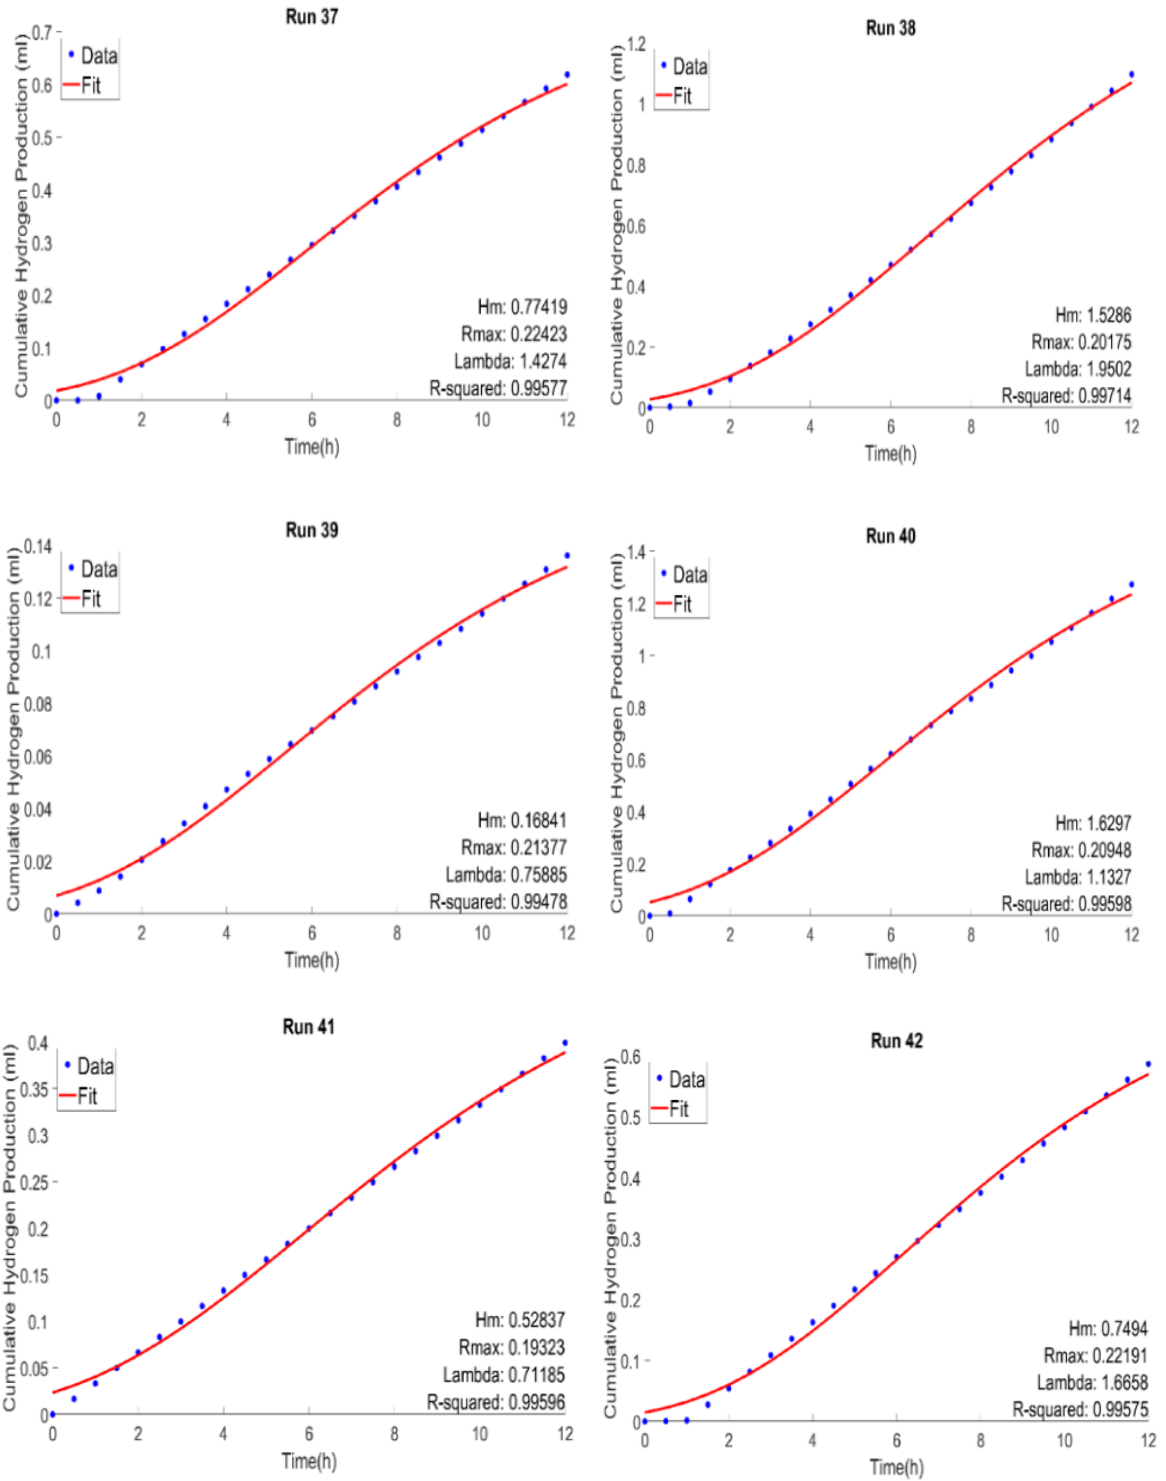 Run 37
Cumulative Hydrogen Production (ml)
0.7
0.6
0.5
0.4
0.3
0.2
0.1
0
Data
Fit
Hm: 0.77419
Rmax: 0.22423
Lambda: 1.4274
R-squared: 0.99577
0 2 4 6 8 10 12
Time(h)
Run 38
Cumulative Hydrogen Production (ml)
1.2
1
0.8
0.6
0.4
0.2
0
Data
Fit
Hm: 1.5286
Rmax: 0.20175
Lambda: 1.9502
R-squared: 0.99714
0 2 4 6 8 10 12
Time(h)
Run 39
Cumulative Hydrogen Production (ml)
0.14
0.12
0.1
0.08
0.06
0.04
0.02
0
Data
Fit
Hm: 0.16841
Rmax: 0.21377
Lambda: 0.75885
R-squared: 0.99478
0 2 4 6 8 10 12
Time(h)
Run 40
Cumulative Hydrogen Production (ml)
1.4
1.2
1
0.8
0.6
0.4
0.2
0
Data
Fit
Hm: 1.6297
Rmax: 0.20948
Lambda: 1.1327
R-squared: 0.99598
0 2 4 6 8 10 12
Time(h)
Run 41
Cumulative Hydrogen Production (ml)
0.4
0.35
0.3
0.25
0.2
0.15
0.1
0.05
0
Data
Fit
Hm: 0.52837
Rmax: 0.19323
Lambda: 0.71185
R-squared: 0.99596
0 2 4 6 8 10 12
Time(h)
Run 42
Cumulative Hydrogen Production (ml)
0.6
0.5
0.4
0.3
0.2
0.1
0
Data
Fit
Hm: 0.7494
Rmax: 0.22191
Lambda: 1.6658
R-squared: 0.99575
0 2 4 6 8 10 12
Time(h)